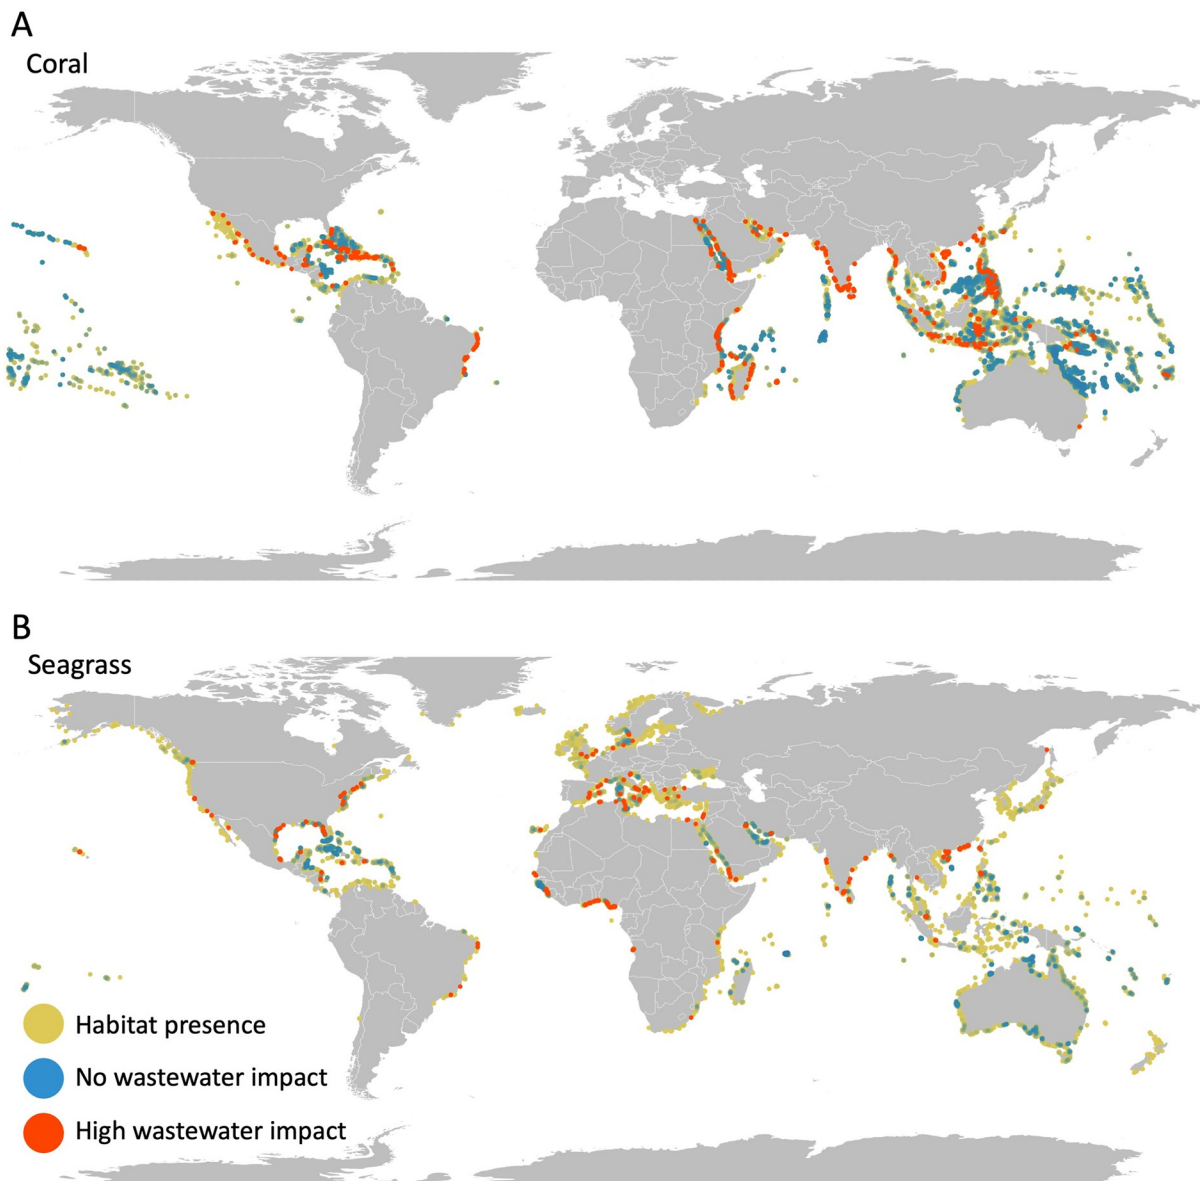 A
Coral
B
Seagrass
Habitat presence
No wastewater impact
High wastewater impact